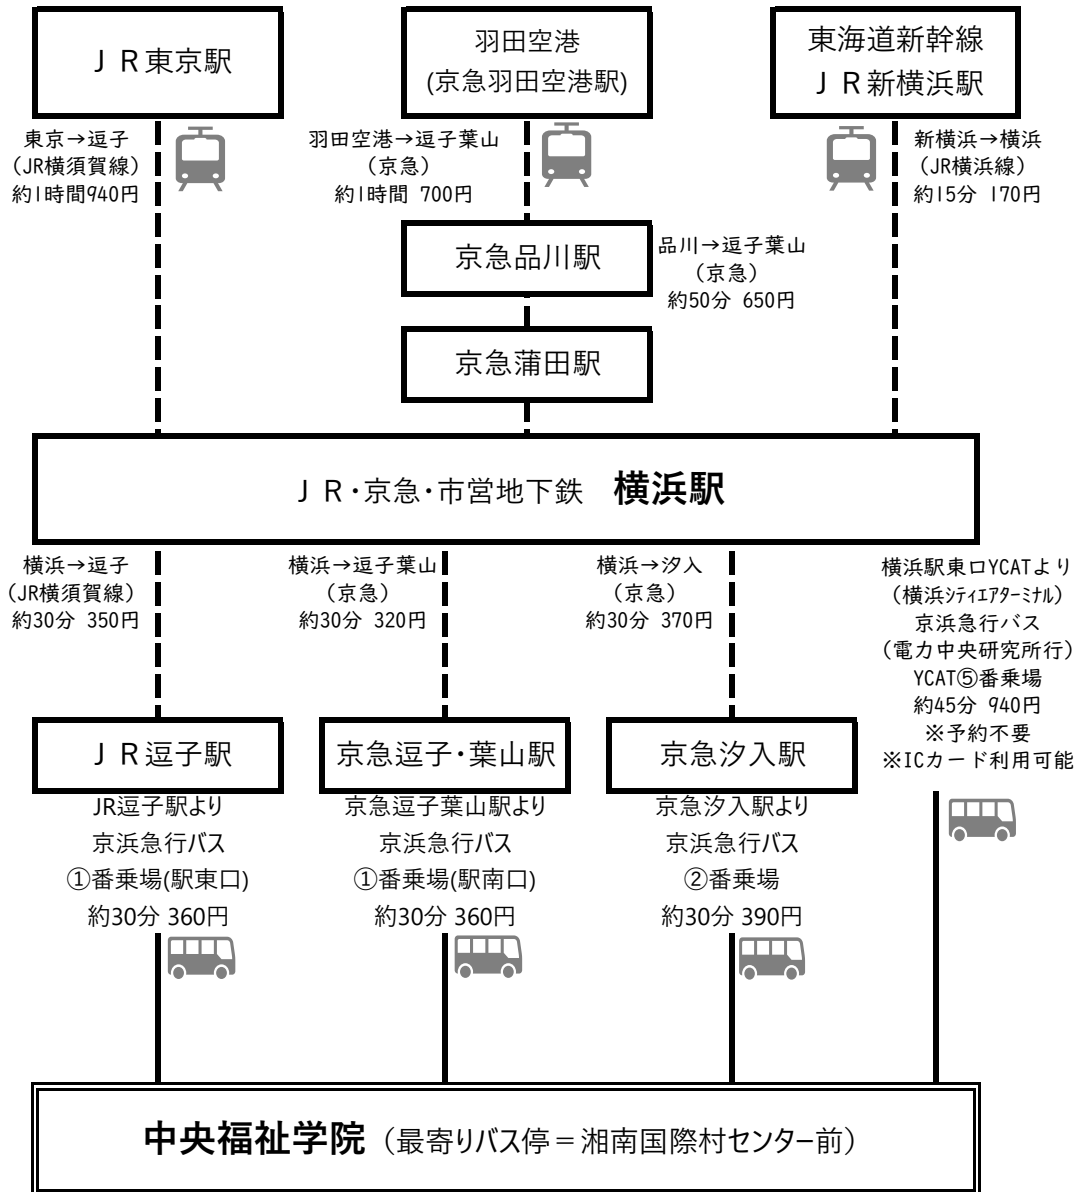 ＪＲ東京駅
羽田空港
(京急羽田空港駅)
東海道新幹線
ＪＲ新横浜駅
東京→逗子
(JR横須賀線)
約1時間940円
羽田空港→逗子葉山
(京急)
約1時間 700円
新横浜→横浜
(JR横浜線)
約15分 170円
京急品川駅
品川→逗子葉山
(京急)
約50分 650円
京急蒲田駅
ＪＲ・京急・市営地下鉄　横浜駅
横浜→逗子
(JR横須賀線)
約30分 350円
横浜→逗子葉山
(京急)
約30分 320円
横浜→汐入
(京急)
約30分 370円
横浜駅東口YCATより
(横浜ｼﾃｨｴｱﾀｰﾐﾅﾙ)
京浜急行バス
(電力中央研究所行)
YCAT⑤番乗場
約45分 940円
※予約不要
※ICカード利用可能
ＪＲ逗子駅
JR逗子駅より
京浜急行バス
①番乗場(駅東口)
約30分 360円
京急逗子・葉山駅
京急逗子葉山駅より
京浜急行バス
①番乗場(駅南口)
約30分 360円
京急汐入駅
京急汐入駅より
京浜急行バス
②番乗場
約30分 390円
中央福祉学院（最寄りバス停＝湘南国際村センター前）